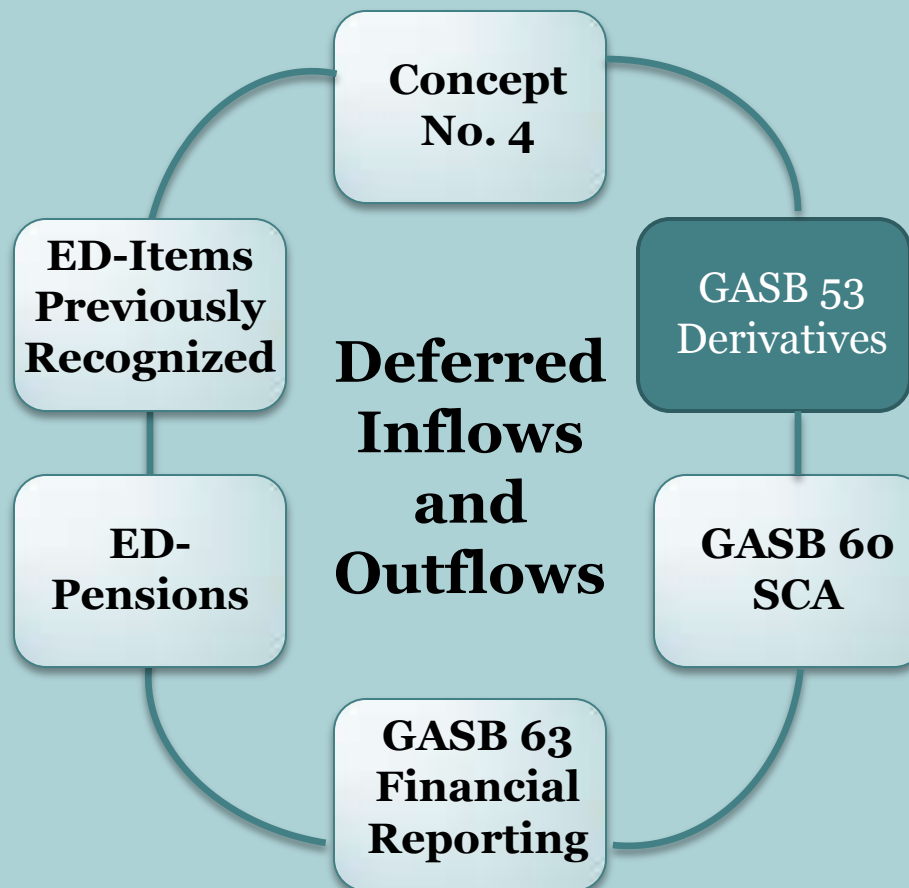 Concept
No. 4
GASB 53
Derivatives
GASB 60
SCA
GASB 63
Financial
Reporting
ED-
Pensions
ED-Items
Previously
Recognized
Deferred
Inflows
and
Outflows